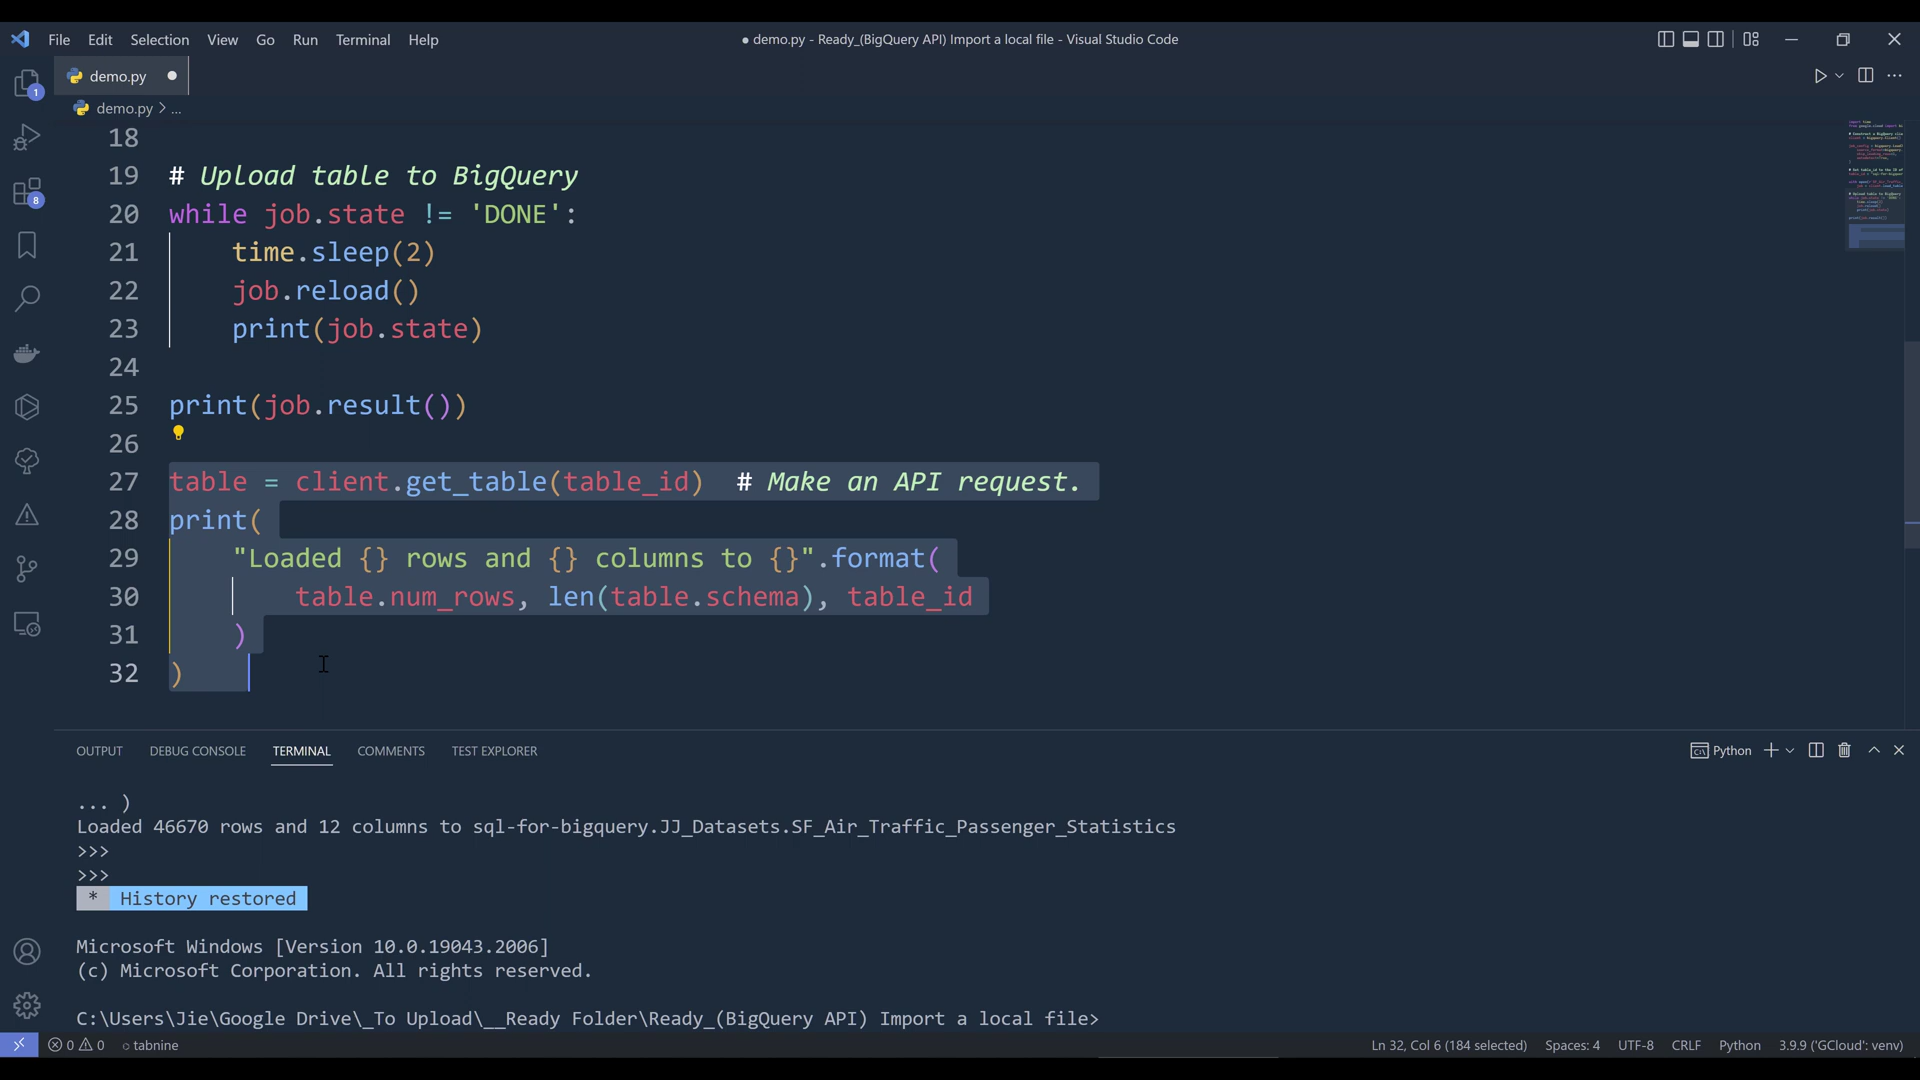 File Edit Selection View Go Run Terminal Help
● demo.py - Ready_(BigQuery API) Import a local file - Visual Studio Code
demo.py
demo.py > ...
1
8
18
19 # Upload table to BigQuery
20 while job.state != 'DONE':
21 time.sleep(2)
22 job.reload()
23 print(job.state)
24
25 print(job.result())
26
27 table = client.get_table(table_id)  # Make an API request.
28 print(
29 "Loaded {} rows and {} columns to {}".format(
30 table.num_rows, len(table.schema), table_id
31 )
32 )
OUTPUT DEBUG CONSOLE TERMINAL COMMENTS TEST EXPLORER
Python
... )
Loaded 46670 rows and 12 columns to sql-for-bigquery.JJ_Datasets.SF_Air_Traffic_Passenger_Statistics
>>>
>>>
* History restored
Microsoft Windows [Version 10.0.19043.2006]
(c) Microsoft Corporation. All rights reserved.
C:\Users\Jie\Google Drive\_To Upload\__Ready Folder\Ready_(BigQuery API) Import a local file>
0 0 tabnine
Ln 32, Col 6 (184 selected) Spaces: 4 UTF-8 CRLF Python 3.9.9 ('GCloud': venv)